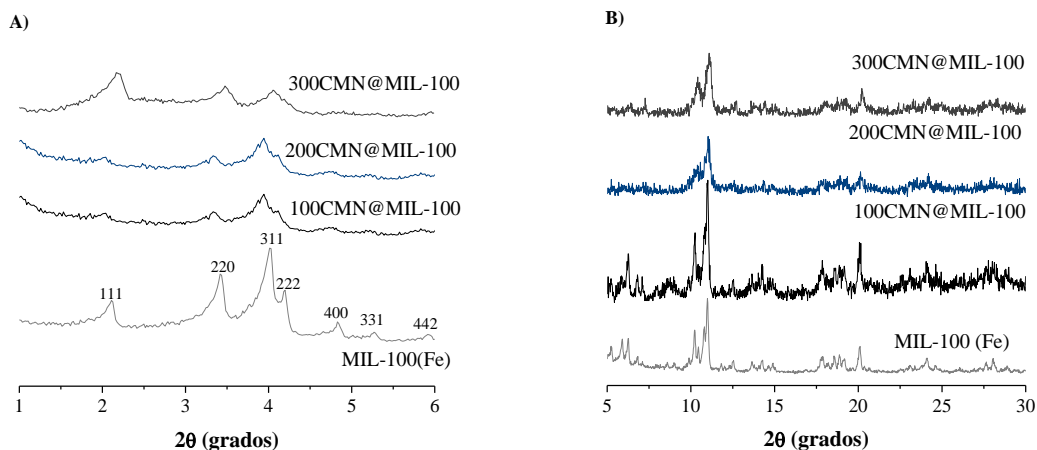 A)
300CMN@MIL-100
200CMN@MIL-100
100CMN@MIL-100
311
220
222
111
400
331
442
MIL-100(Fe)
1 2 3 4 5 6
2θ (grados)
B)
300CMN@MIL-100
200CMN@MIL-100
100CMN@MIL-100
MIL-100 (Fe)
5 10 15 20 25 30
2θ (grados)